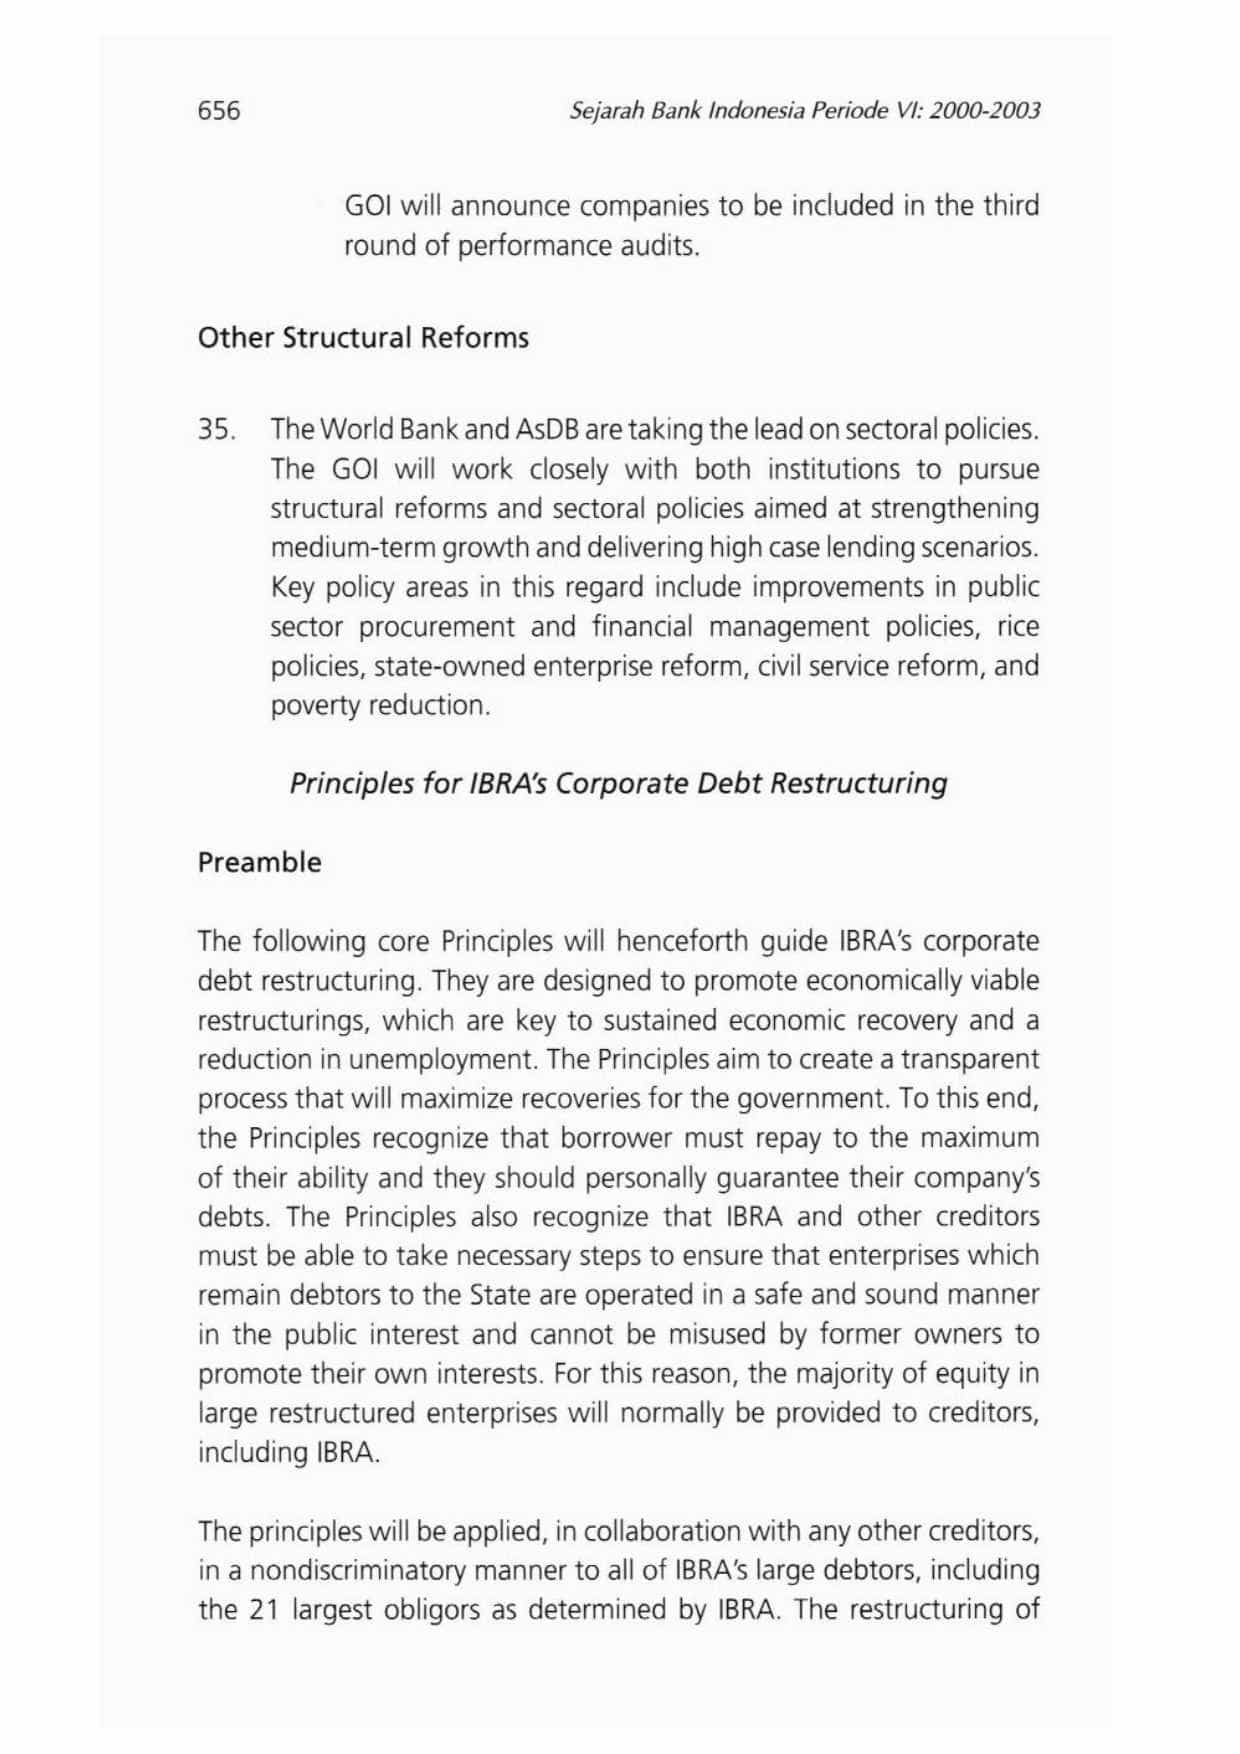 656
Sejarah Bank Indonesia Periode VI: 2000-2003
GOI will announce companies to be included in the third
round of performance audits.
Other Structural Reforms
35. The World Bank and AsDB are taking the lead on sectoral policies.
The GOI will work closely with both institutions to pursue
structural reforms and sectoral policies aimed at strengthening
medium-term growth and delivering high case lending scenarios.
Key policy areas in this regard include improvements in public
sector procurement and financial management policies, rice
policies, state-owned enterprise reform, civil service reform, and
poverty reduction.
Principles for IBRA's Corporate Debt Restructuring
Preamble
The following core Principles will henceforth guide IBRA's corporate
debt restructuring. They are designed to promote economically viable
restructurings, which are key to sustained economic recovery and a
reduction in unemployment. The Principles aim to create a transparent
process that will maximize recoveries for the government. To this end,
the Principles recognize that borrower must repay to the maximum
of their ability and they should personally guarantee their company's
debts. The Principles also recognize that IBRA and other creditors
must be able to take necessary steps to ensure that enterprises which
remain debtors to the State are operated in a safe and sound manner
in the public interest and cannot be misused by former owners to
promote their own interests. For this reason, the majority of equity in
large restructured enterprises will normally be provided to creditors,
including IBRA.
The principles will be applied, in collaboration with any other creditors,
in a nondiscriminatory manner to all of IBRA's large debtors, including
the 21 largest obligors as determined by IBRA. The restructuring of